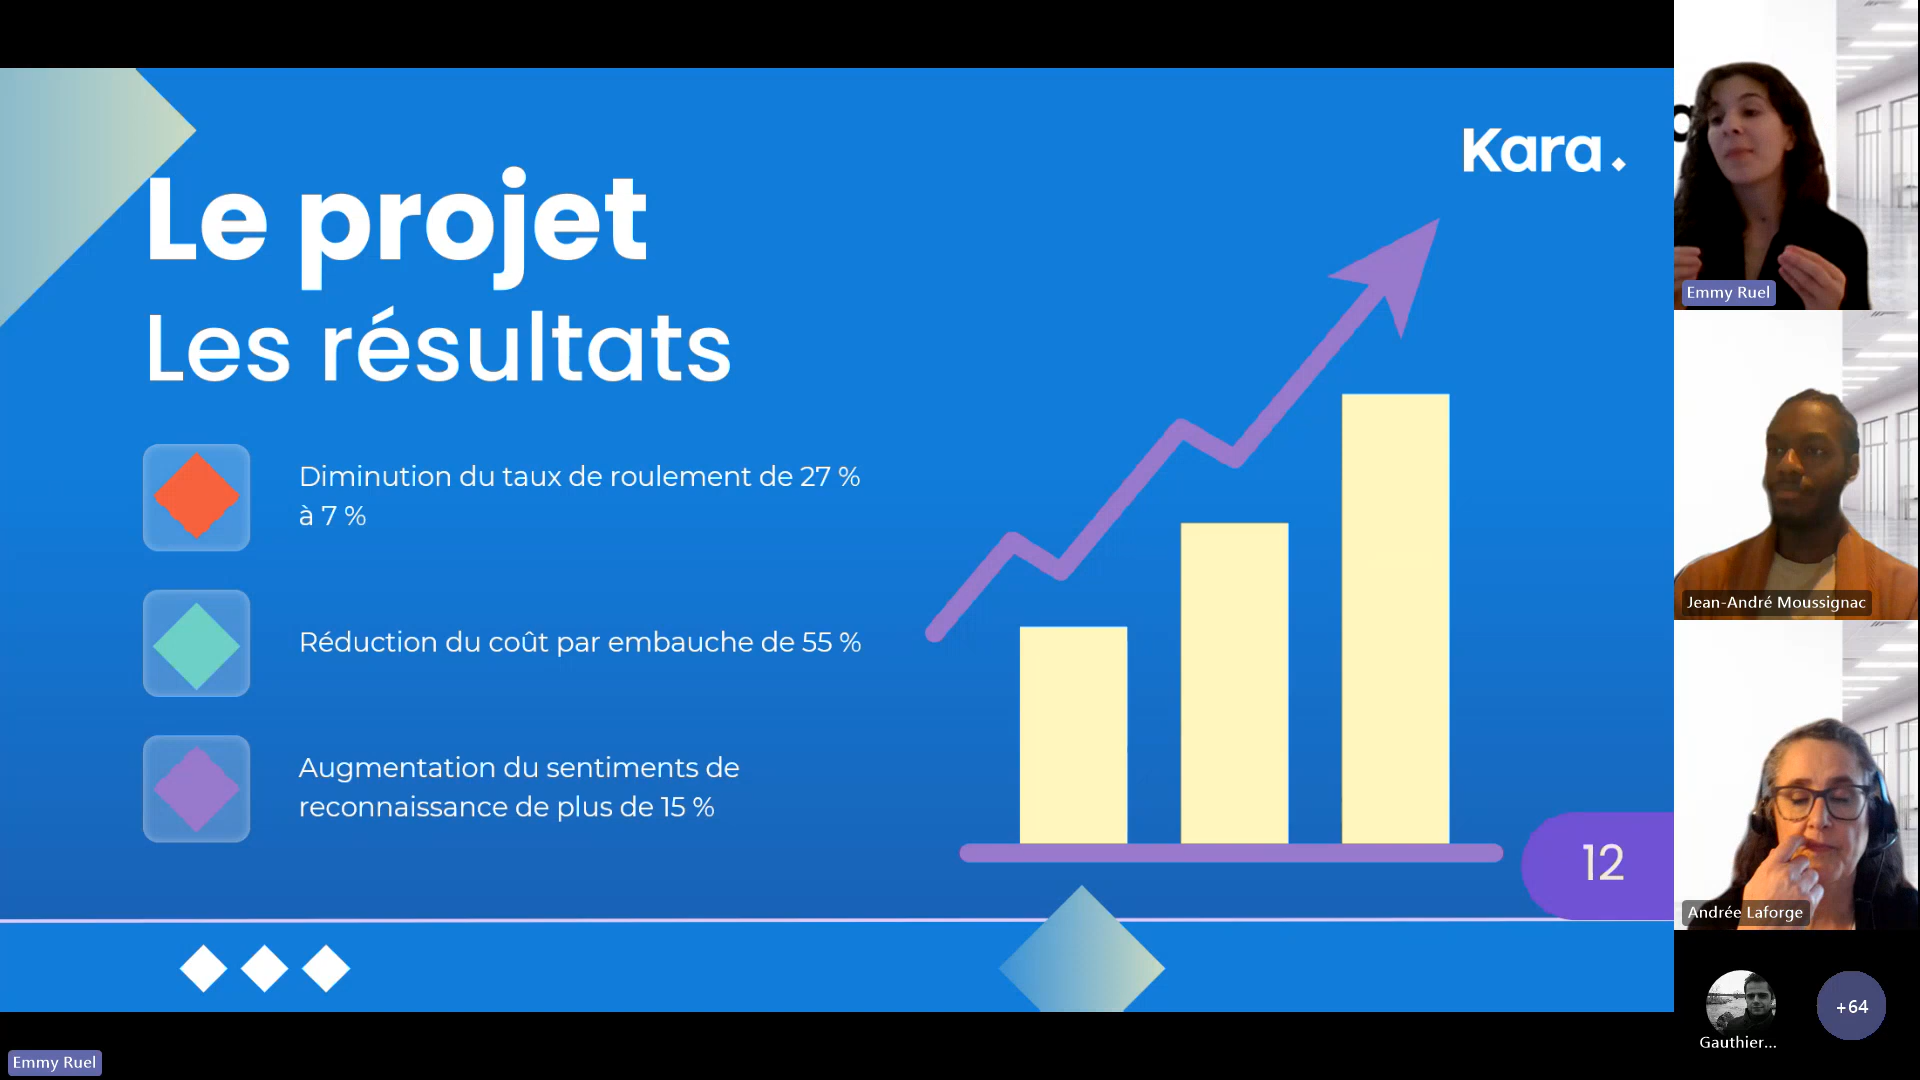 Kara.
Le projet
Les résultats
Diminution du taux de roulement de 27 %
à 7 %
Réduction du coût par embauche de 55 %
Augmentation du sentiments de
reconnaissance de plus de 15 %
12
Emmy Ruel
Jean-André Moussignac
Andrée Laforge
Gauthier...
+64
Emmy Ruel